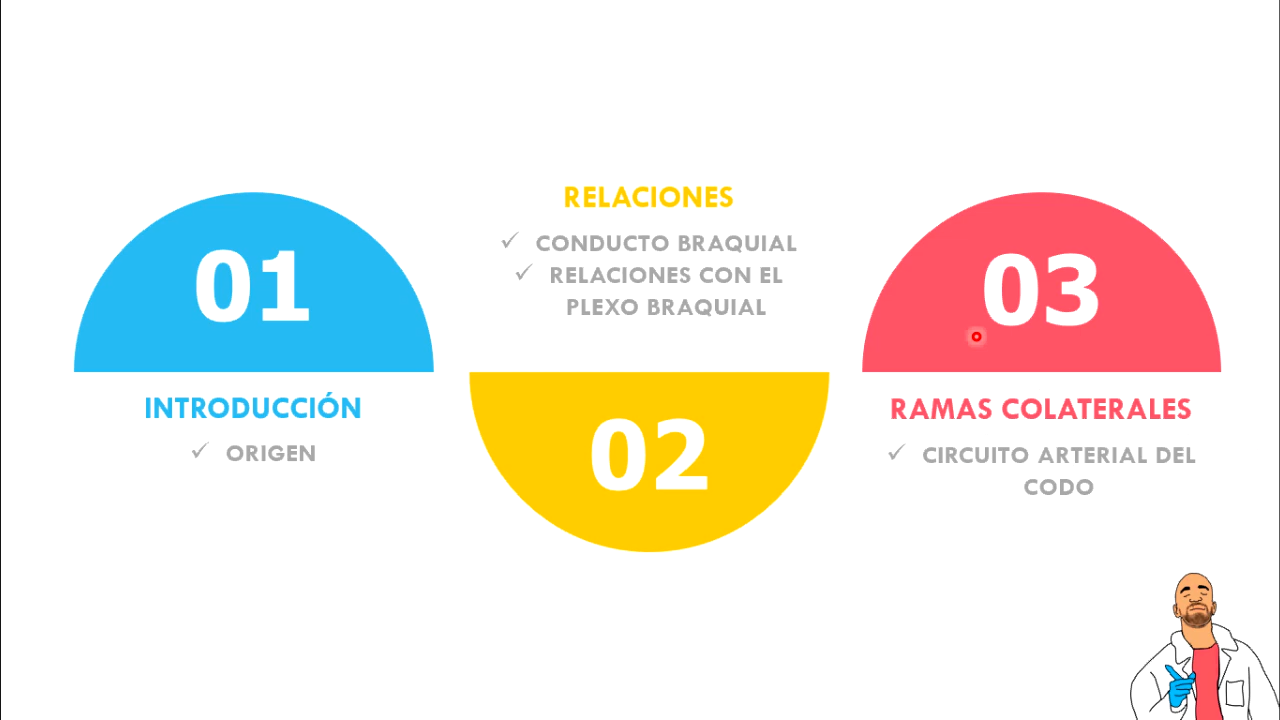 01
INTRODUCCIÓN
✓ ORIGEN
RELACIONES
✓ CONDUCTO BRAQUIAL
✓ RELACIONES CON EL
PLEXO BRAQUIAL
02
03
RAMAS COLATERALES
✓ CIRCUITO ARTERIAL DEL
CODO